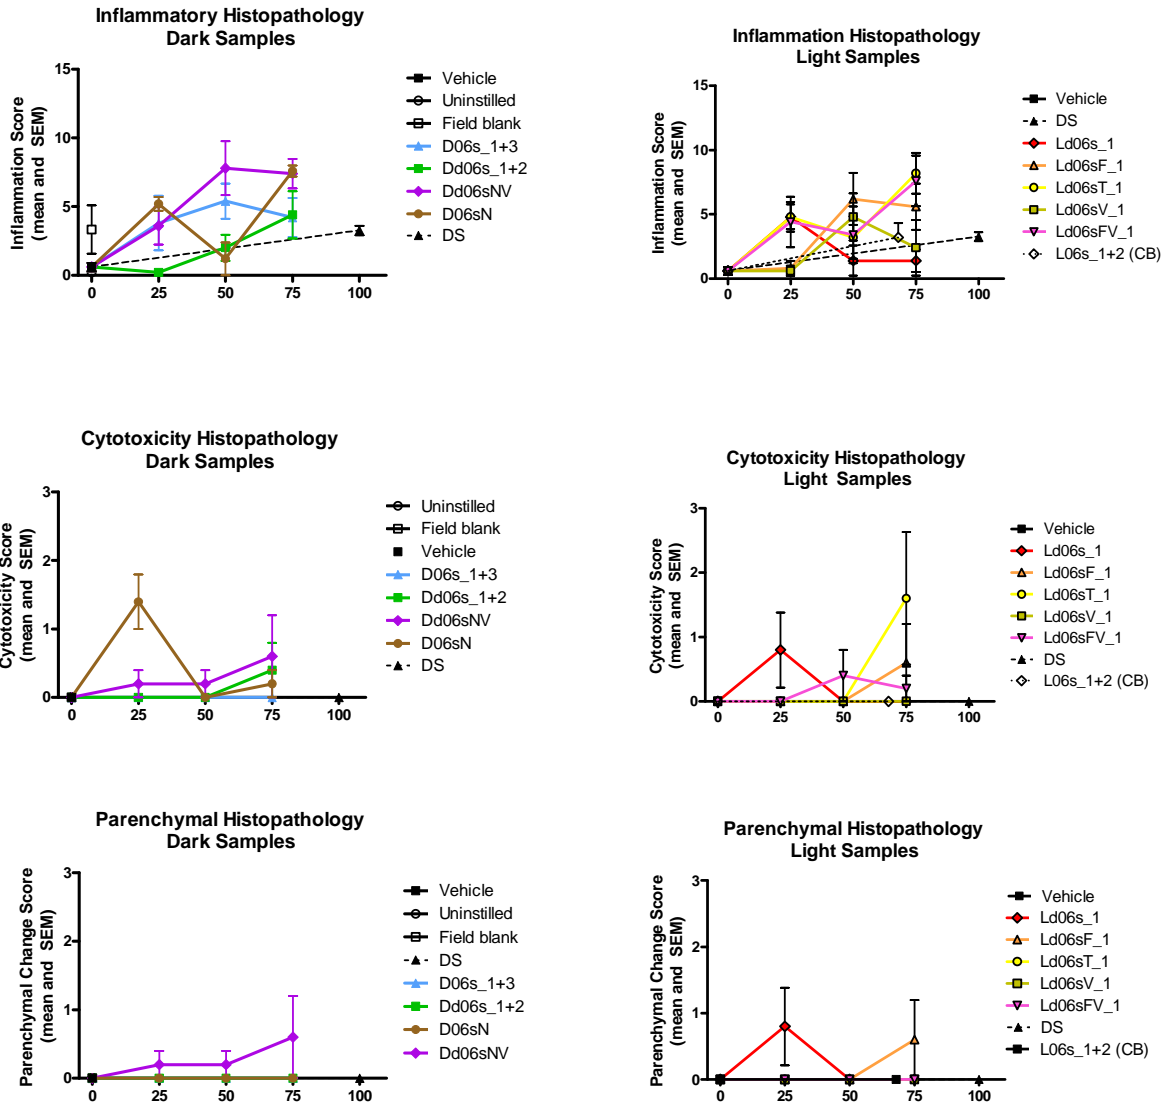 Inflammatory Histopathology
Dark Samples
Inflammation Score
(mean and SEM)
15
10
5
0
0 25 50 75 100
Vehicle
Uninstilled
Field blank
D06s_1+3
Dd06s_1+2
Dd06sNV
D06sN
DS
Inflammation Histopathology
Light Samples
Inflammation Score
(mean and SEM)
15
10
5
0
0 25 50 75 100
Vehicle
DS
Ld06s_1
Ld06sF_1
Ld06sT_1
Ld06sV_1
Ld06sFV_1
L06s_1+2 (CB)
Cytotoxicity Histopathology
Dark Samples
Cytotoxicity Score
(mean and SEM)
3
2
1
0
0 25 50 75 100
Uninstilled
Field blank
Vehicle
D06s_1+3
Dd06s_1+2
Dd06sNV
D06sN
DS
Cytotoxicity Histopathology
Light Samples
Cytotoxicity Score
(mean and SEM)
3
2
1
0
0 25 50 75 100
Vehicle
Ld06s_1
Ld06sF_1
Ld06sT_1
Ld06sV_1
Ld06sFV_1
DS
L06s_1+2 (CB)
Parenchymal Histopathology
Dark Samples
Parenchymal Change Score
(mean and SEM)
3
2
1
0
0 25 50 75 100
Vehicle
Uninstilled
Field blank
DS
D06s_1+3
Dd06s_1+2
D06sN
Dd06sNV
Parenchymal Histopathology
Light Samples
Parenchymal Change Score
(mean and SEM)
3
2
1
0
0 25 50 75 100
Vehicle
Ld06s_1
Ld06sF_1
Ld06sT_1
Ld06sV_1
Ld06sFV_1
DS
L06s_1+2 (CB)